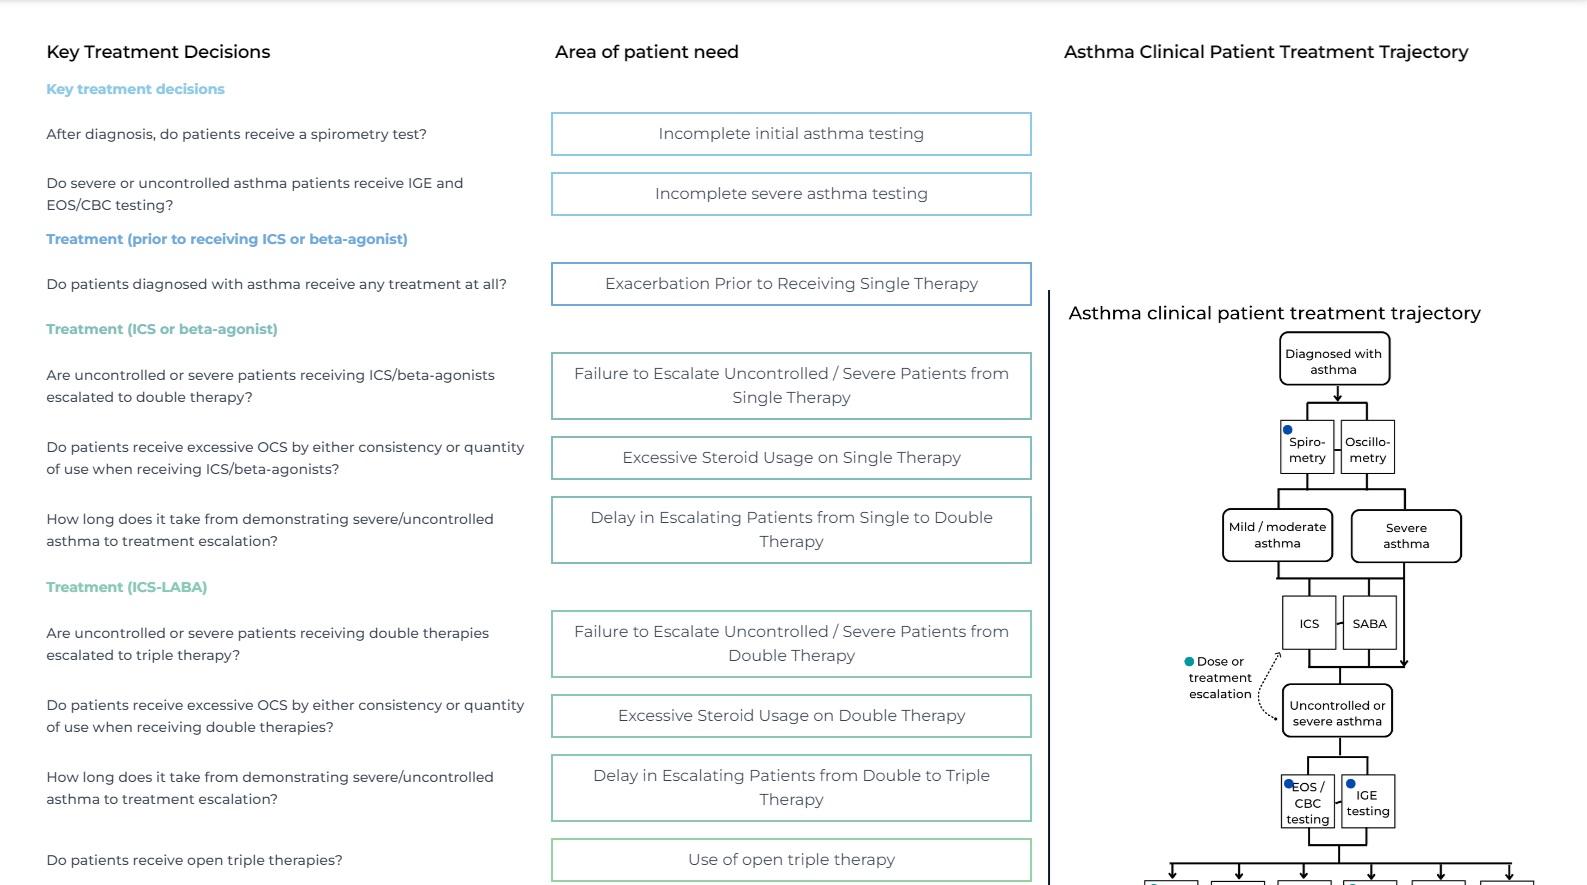 Key Treatment Decisions
Area of patient need
Asthma Clinical Patient Treatment Trajectory
Key treatment decisions
After diagnosis, do patients receive a spirometry test?
Incomplete initial asthma testing
Do severe or uncontrolled asthma patients receive IGE and
EOS/CBC testing?
Incomplete severe asthma testing
Treatment (prior to receiving ICS or beta-agonist)
Do patients diagnosed with asthma receive any treatment at all?
Exacerbation Prior to Receiving Single Therapy
Treatment (ICS or beta-agonist)
Are uncontrolled or severe patients receiving ICS/beta-agonists
escalated to double therapy?
Failure to Escalate Uncontrolled / Severe Patients from
Single Therapy
Do patients receive excessive OCS by either consistency or quantity
of use when receiving ICS/beta-agonists?
Excessive Steroid Usage on Single Therapy
How long does it take from demonstrating severe/uncontrolled
asthma to treatment escalation?
Delay in Escalating Patients from Single to Double
Therapy
Treatment (ICS-LABA)
Are uncontrolled or severe patients receiving double therapies
escalated to triple therapy?
Failure to Escalate Uncontrolled / Severe Patients from
Double Therapy
Do patients receive excessive OCS by either consistency or quantity
of use when receiving double therapies?
Excessive Steroid Usage on Double Therapy
How long does it take from demonstrating severe/uncontrolled
asthma to treatment escalation?
Delay in Escalating Patients from Double to Triple
Therapy
Do patients receive open triple therapies?
Use of open triple therapy
Asthma clinical patient treatment trajectory
Diagnosed with
asthma
Spiro-
metry
Oscillo-
metry
Mild / moderate
asthma
Severe
asthma
ICS
SABA
Dose or
treatment
escalation
Uncontrolled or
severe asthma
EOS /
CBC
testing
IGE
testing